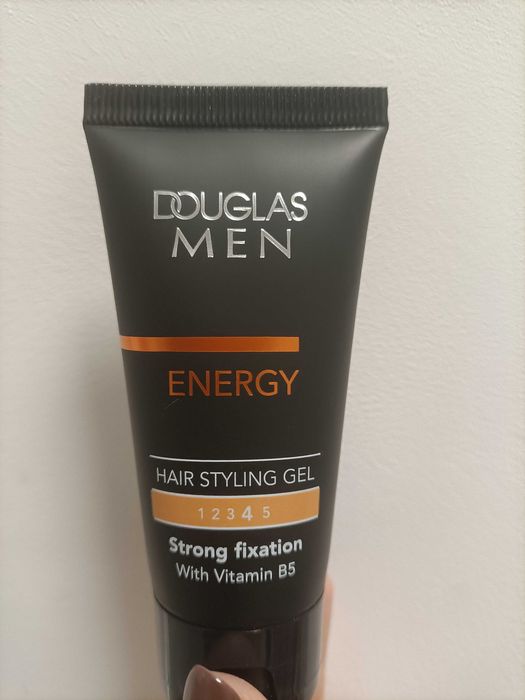 DOUGLAS
MEN
ENERGY
HAIR STYLING GEL
1 2 3 4 5
Strong fixation
With Vitamin B5